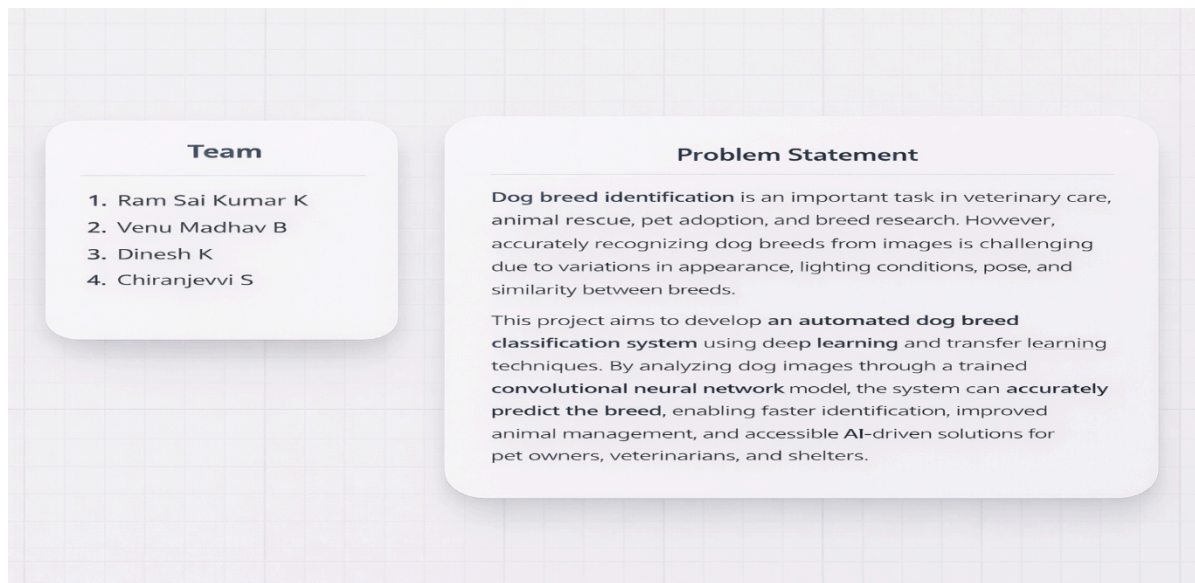 Team
1. Ram Sai Kumar K
2. Venu Madhav B
3. Dinesh K
4. Chiranjevvi S
Problem Statement
Dog breed identification is an important task in veterinary care,
animal rescue, pet adoption, and breed research. However,
accurately recognizing dog breeds from images is challenging
due to variations in appearance, lighting conditions, pose, and
similarity between breeds.
This project aims to develop an automated dog breed
classification system using deep learning and transfer learning
techniques. By analyzing dog images through a trained
convolutional neural network model, the system can accurately
predict the breed, enabling faster identification, improved
animal management, and accessible AI-driven solutions for
pet owners, veterinarians, and shelters.